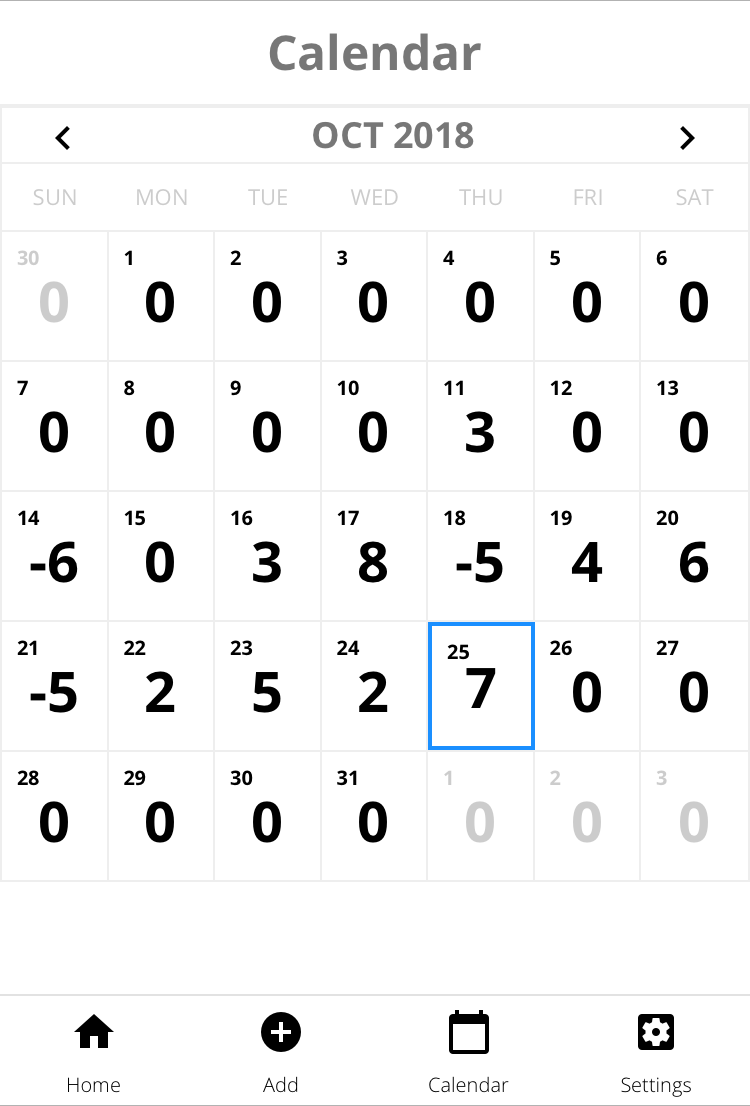 Calendar
OCT 2018
SUN MON TUE WED THU FRI SAT
30 1 2 3 4 5 6
0 0 0 0 0 0 0
7 8 9 10 11 12 13
0 0 0 0 3 0 0
14 15 16 17 18 19 20
-6 0 3 8 -5 4 6
21 22 23 24 25 26 27
-5 2 5 2 7 0 0
28 29 30 31 1 2 3
0 0 0 0 0 0 0
Home Add Calendar Settings